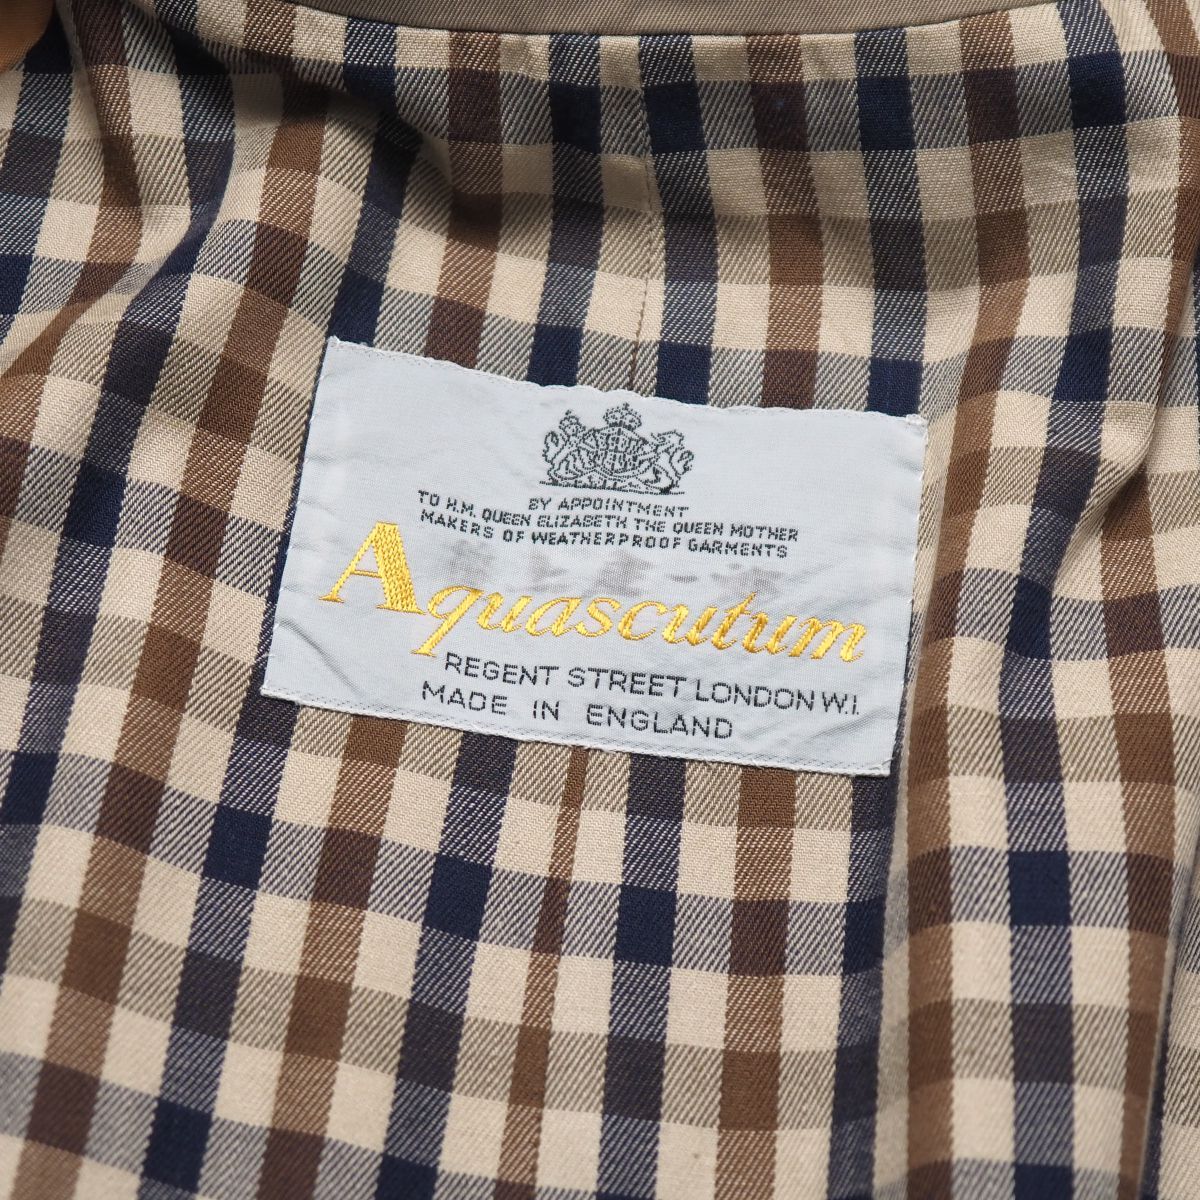 BY APPOINTMENT
TO H.M. QUEEN ELIZABETH THE QUEEN MOTHER
MAKERS OF WEATHERPROOF GARMENTS
Aquascutum
REGENT STREET LONDON W.I.
MADE IN ENGLAND